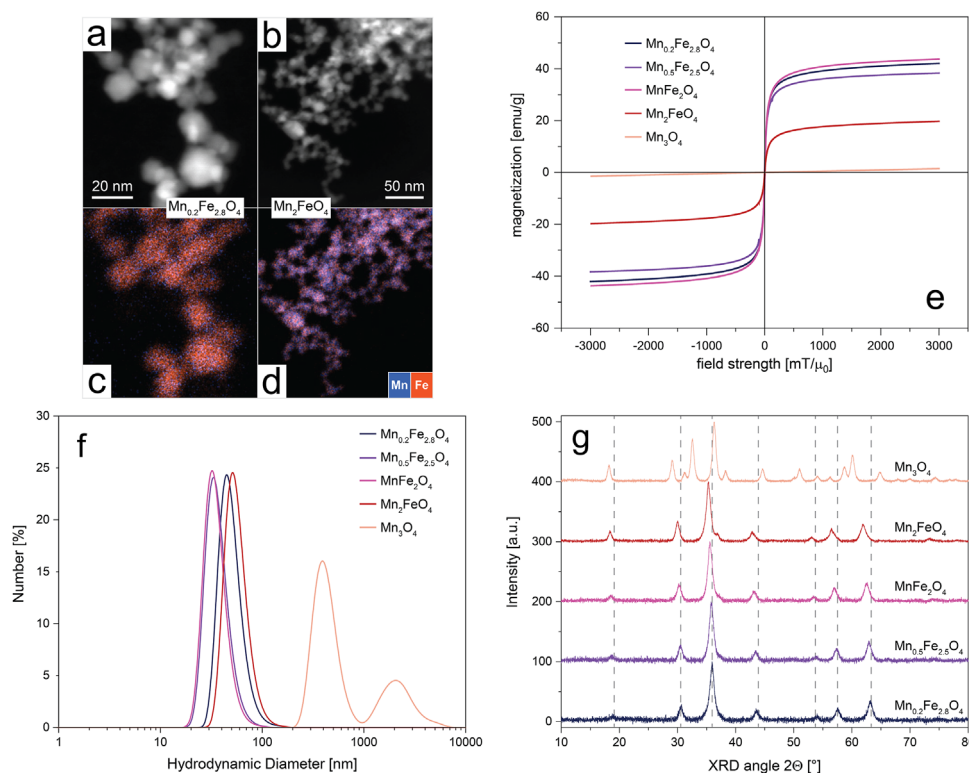 a
b
20 nm
50 nm
Mn0.2Fe2.8O4
Mn2FeO4
c
d
Mn Fe
magnetization [emu/g]
60
40
20
0
-20
-40
-60
Mn0.2Fe2.8O4
Mn0.5Fe2.5O4
MnFe2O4
Mn2FeO4
Mn3O4
e
-3000 -2000 -1000 0 1000 2000 3000
field strength [mT/μ0]
f
Number [%]
30
25
20
15
10
5
0
Mn0.2Fe2.8O4
Mn0.5Fe2.5O4
MnFe2O4
Mn2FeO4
Mn3O4
1 10 100 1000 10000
Hydrodynamic Diameter [nm]
g
Intensity [a.u.]
500
400
300
200
100
0
Mn3O4
Mn2FeO4
MnFe2O4
Mn0.5Fe2.5O4
Mn0.2Fe2.8O4
10 20 30 40 50 60 70 80
XRD angle 2Θ [°]